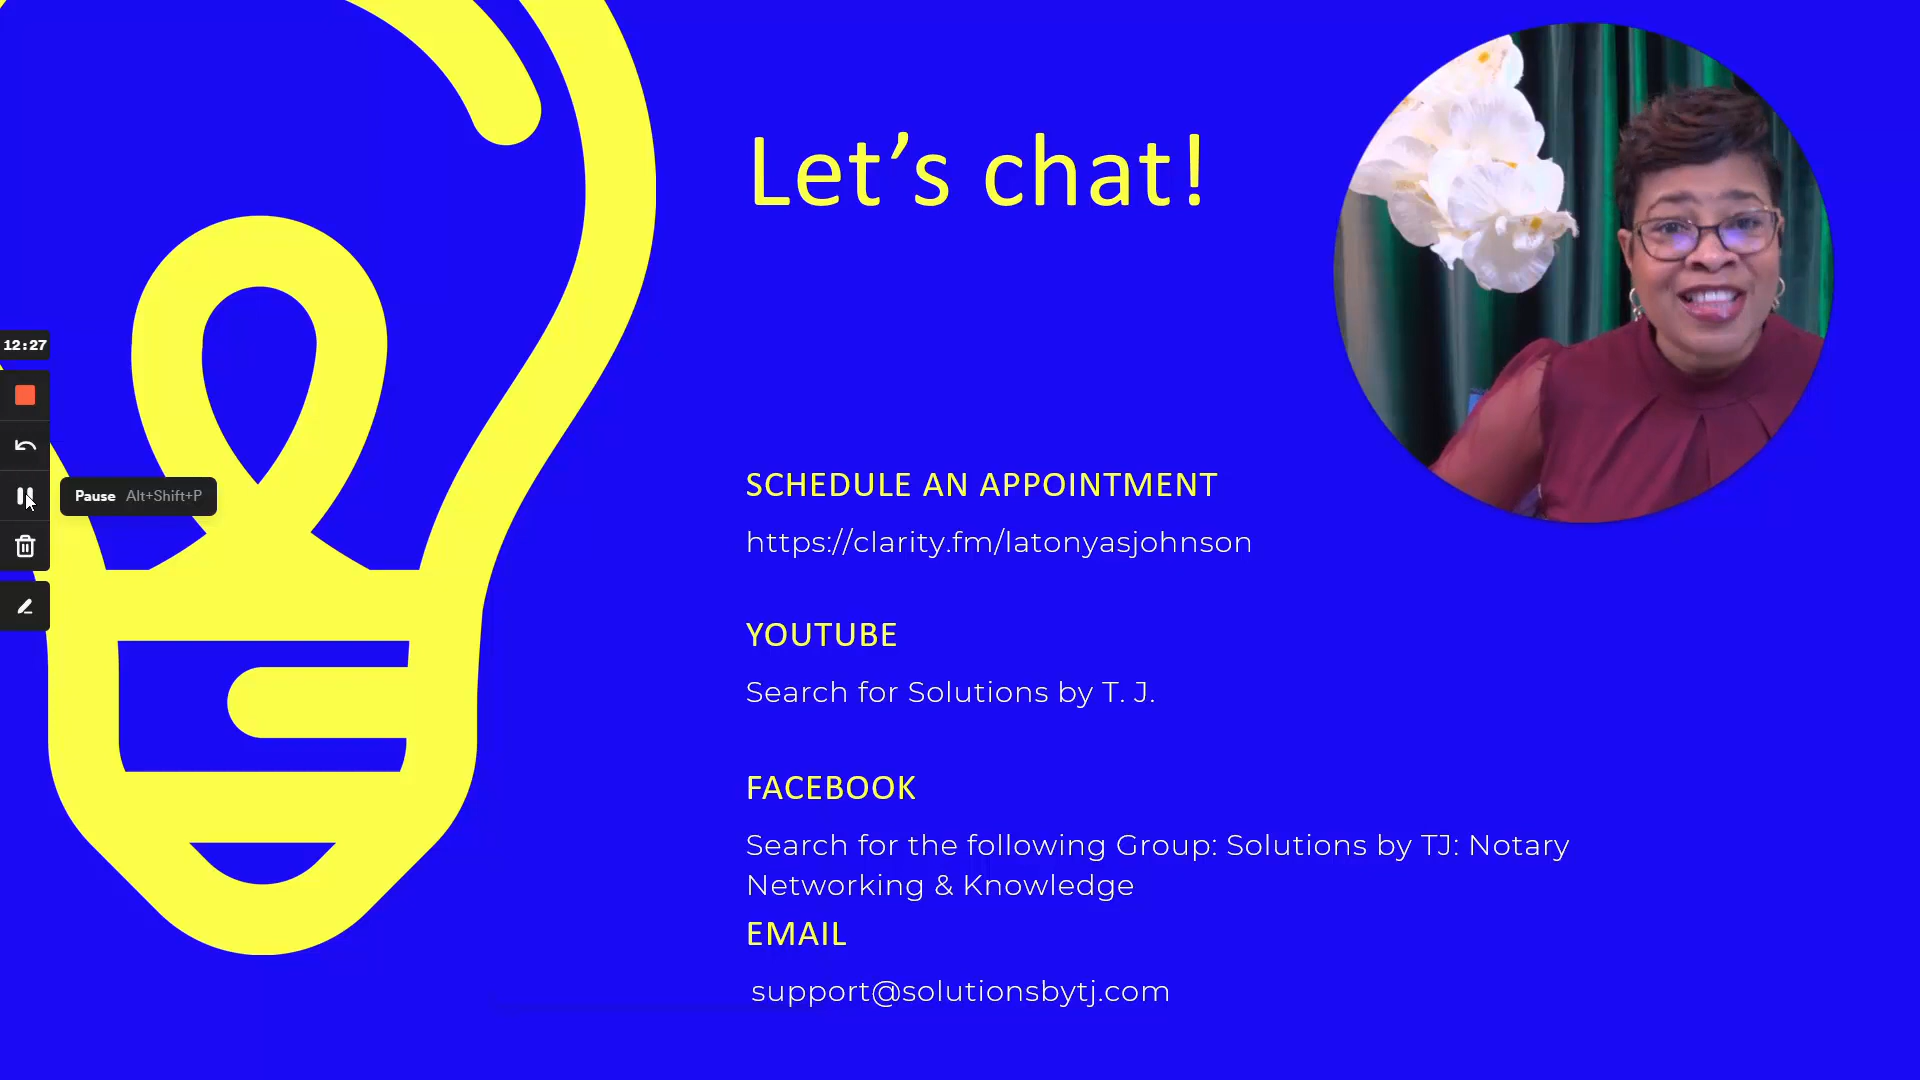 Let's chat!
12:27
Pause Alt+Shift+P
SCHEDULE AN APPOINTMENT
https://clarity.fm/latonyasjohnson
YOUTUBE
Search for Solutions by T. J.
FACEBOOK
Search for the following Group: Solutions by TJ: Notary
Networking & Knowledge
EMAIL
support@solutionsbytj.com